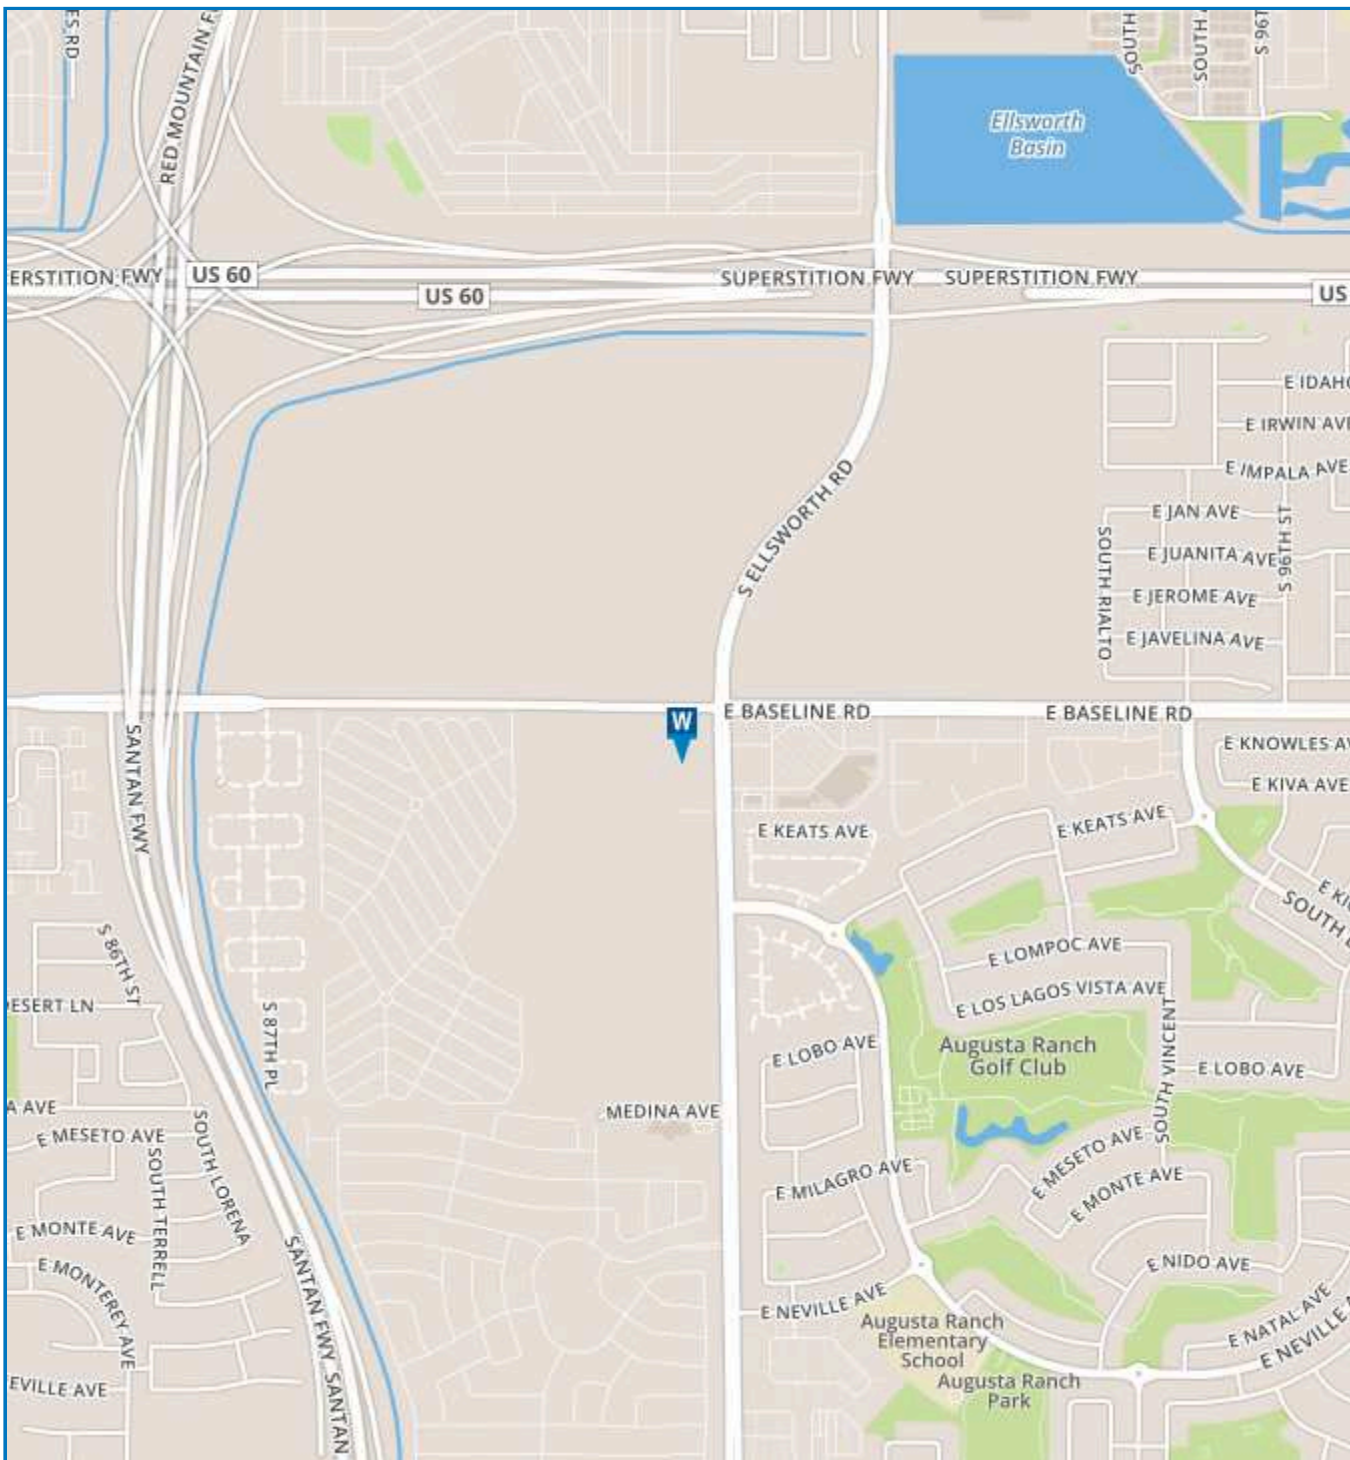 ES RD
RED MOUNTAIN F
SOUTH
SOUTH
S 96T
Ellsworth
Basin
ERSTITION FWY
US 60
US 60
SUPERSTITION FWY
SUPERSTITION FWY
US
E IDAHO
E IRWIN AVE
E IMPALA AVE
S ELLSWORTH RD
E JAN AVE
SOUTH RIALTO
E JUANITA AVE
S 96TH ST
E JEROME AVE
E JAVELINA AVE
W
E BASELINE RD
E BASELINE RD
SANTAN FWY
E KNOWLES AV
E KIVA AVE
E KEATS AVE
E KEATS AVE
S 86TH ST
SOUTH
E LOMPOC AVE
DESERT LN
S 87TH PL
E LOS LAGOS VISTA AVE
E LOBO AVE
Augusta Ranch
Golf Club
SOUTH VINCENT
E LOBO AVE
A AVE
MEDINA AVE
E MESETO AVE
SOUTH LORENA
SOUTH TERRELL
E MESETO AVE
E MILAGRO AVE
E MONTE AVE
E MONTE AVE
SANTAN FWY
E MONTEREY AVE
E NIDO AVE
E NEVILLE AVE
Augusta Ranch
Elementary
School
E NATAL AVE
E NEVILLE A
EVILLE AVE
SANTAN
Augusta Ranch
Park